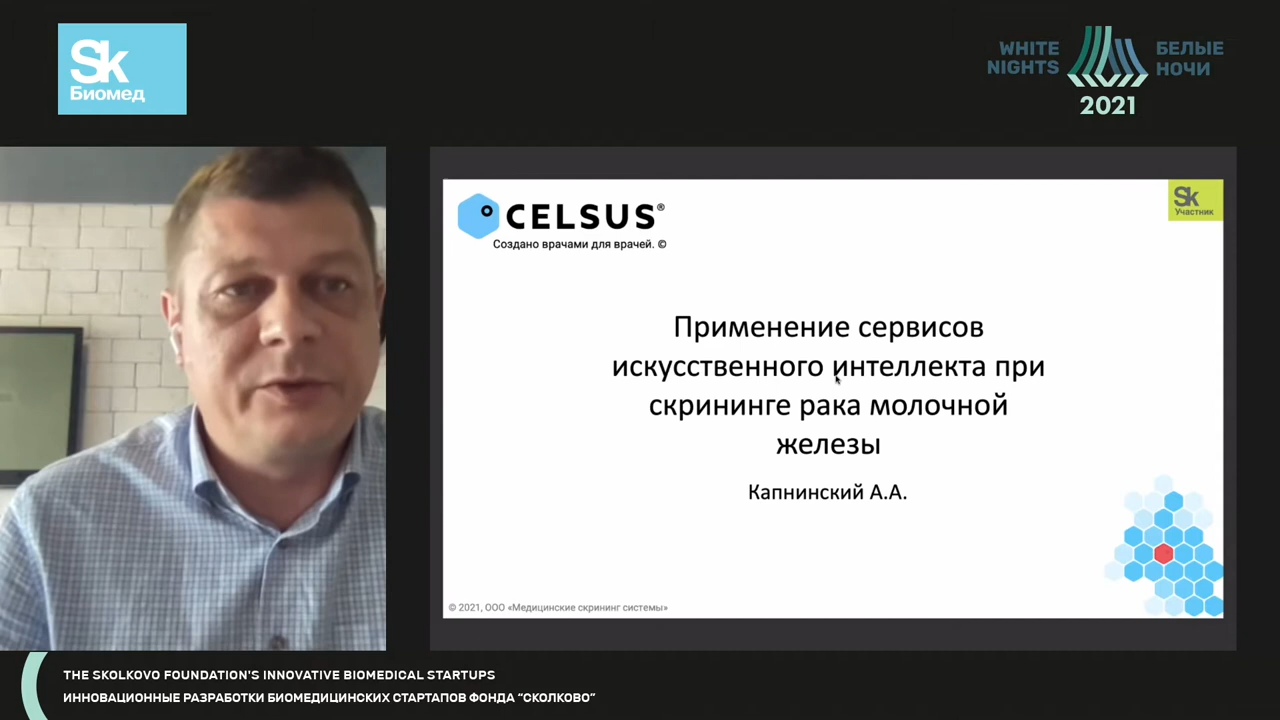 Sk
Биомед
WHITE
NIGHTS
БЕЛЫЕ
НОЧИ
2021
CELSUS®
Создано врачами для врачей. ©
Sk
Участник
Применение сервисов
искусственного интеллекта при
скрининге рака молочной
железы
Капнинский А.А.
© 2021, ООО «Медицинские скрининг системы»
THE SKOLKOVO FOUNDATION'S INNOVATIVE BIOMEDICAL STARTUPS
ИННОВАЦИОННЫЕ РАЗРАБОТКИ БИОМЕДИЦИНСКИХ СТАРТАПОВ ФОНДА "СКОЛКОВО"